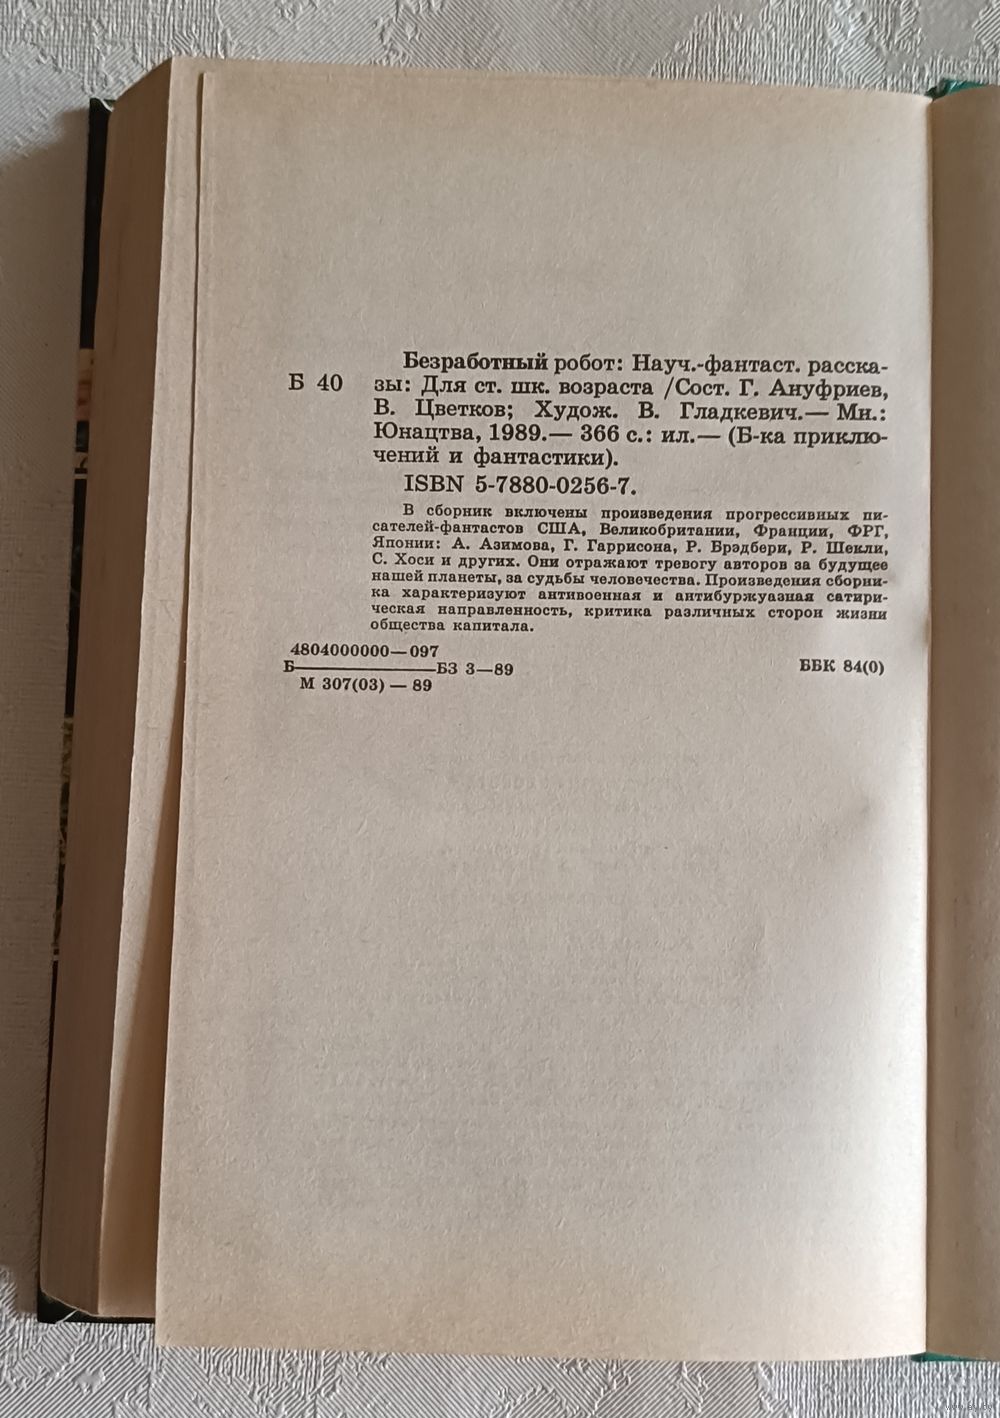 Безработный робот: Науч.-фантаст. расска-
Б 40 зы: Для ст. шк. возраста /Сост. Г. Ануфриев,
В. Цветков; Худож. В. Гладкевич.— Мн.:
Юнацтва, 1989.— 366 с.: ил.— (Б-ка приклю-
чений и фантастики).
ISBN 5-7880-0256-7.
В сборник включены произведения прогрессивных пи-
сателей-фантастов США, Великобритании, Франции, ФРГ,
Японии: А. Азимова, Г. Гаррисона, Р. Брэдбери, Р. Шекли,
С. Хоси и других. Они отражают тревогу авторов за будущее
нашей планеты, за судьбы человечества. Произведения сборни-
ка характеризуют антивоенная и антибуржуазная сатири-
ческая направленность, критика различных сторон жизни
общества капитала.
4804000000—097
Б БЗ 3—89 ББК 84(0)
М 307(03) — 89